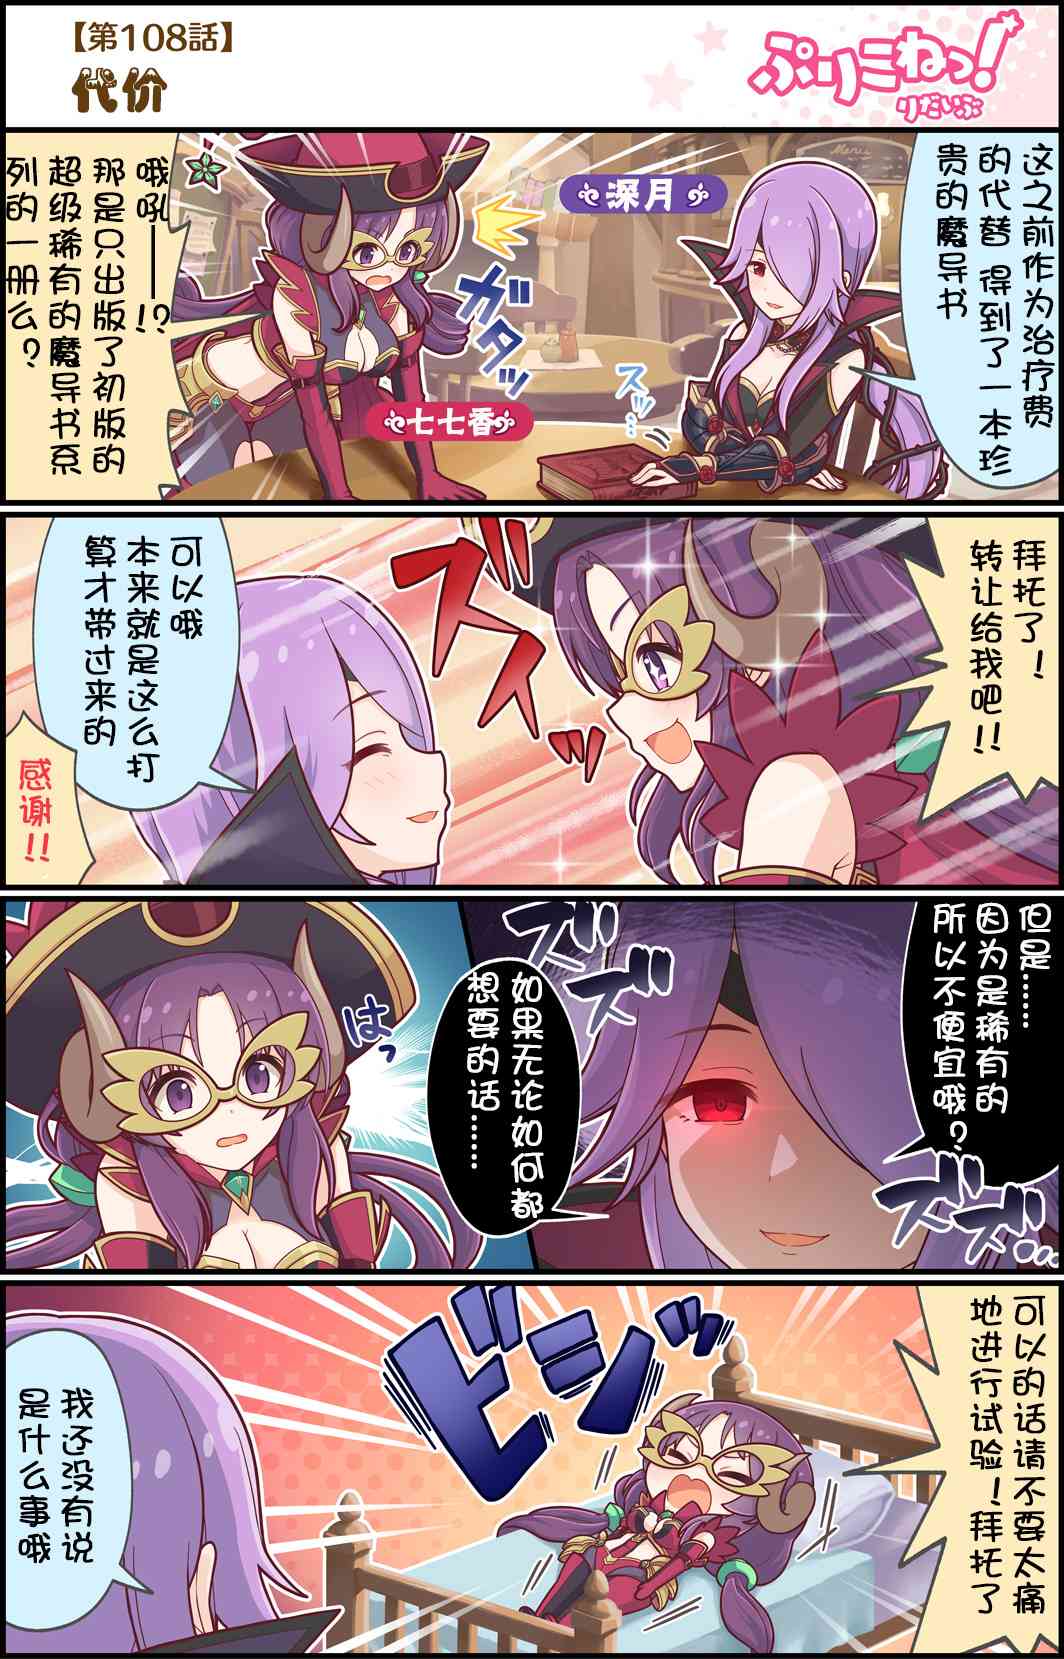 【第108話】
代价
ぷりこねっ!
りだいぶ
这之前作为治疗费
的代替 得到了一本珍
贵的魔导书
深月
Menu
スッ…
ガタッ
七七香
哦吼——!?
那是只出版了初版的
超级稀有的魔导书系
列的一册么？
拜托了！
转让给我吧!!
ズズッ
可以哦
本来就是这么打
算才带过来的
感谢!!
但是……
因为是稀有的
所以不便宜哦？
ズズ
ズズズ…
如果无论如何都
想要的话……
はっ
可以的话请不要太痛
地进行试验！拜托了
ビシッ
我还没有说
是什么事哦